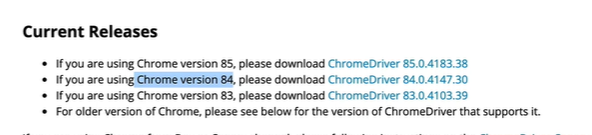 Current Releases
If you are using Chrome version 85, please download ChromeDriver 85.0.4183.38
If you are using Chrome version 84, please download ChromeDriver 84.0.4147.30
If you are using Chrome version 83, please download ChromeDriver 83.0.4103.39
For older version of Chrome, please see below for the version of ChromeDriver that supports it.